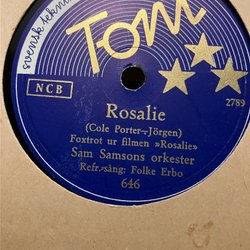 svensk tekn
Tono
NCB
2789
Rosalie
(Cole Porter-Jörgen)
Foxtrot ur filmen »Rosalie»
Sam Samsons orkester
Refr.-sång: Folke Erbo
646